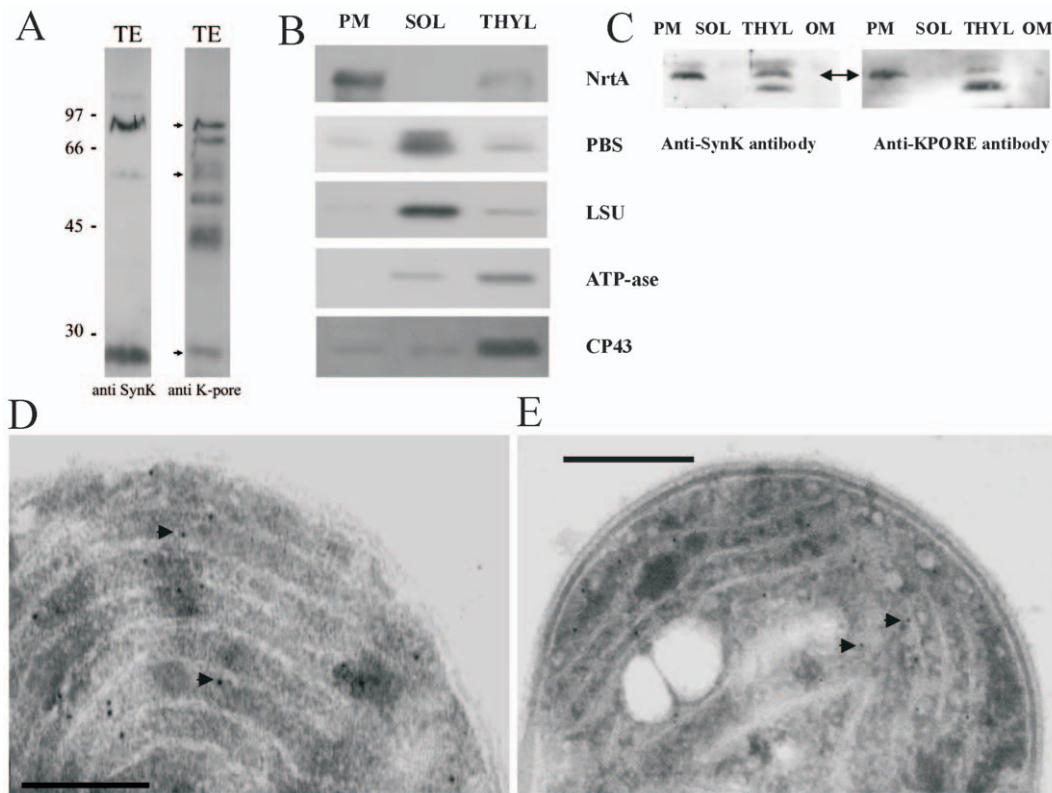 A
TE TE
97 -
66 -
45 -
30 -
anti SynK anti K-pore
B
PM SOL THYL
NrtA
PBS
LSU
ATP-ase
CP43
C
PM SOL THYL OM PM SOL THYL OM
Anti-SynK antibody Anti-KPORE antibody
D
E